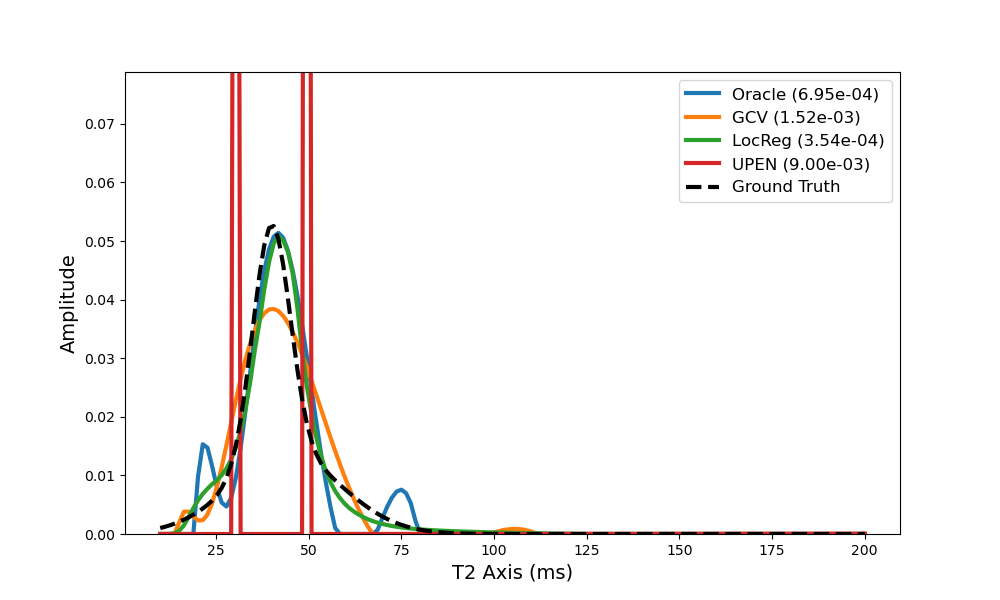 Oracle (6.95e-04)
GCV (1.52e-03)
LocReg (3.54e-04)
UPEN (9.00e-03)
Ground Truth
Amplitude
0.07
0.06
0.05
0.04
0.03
0.02
0.01
0.00
25
50
75
100
125
150
175
200
T2 Axis (ms)